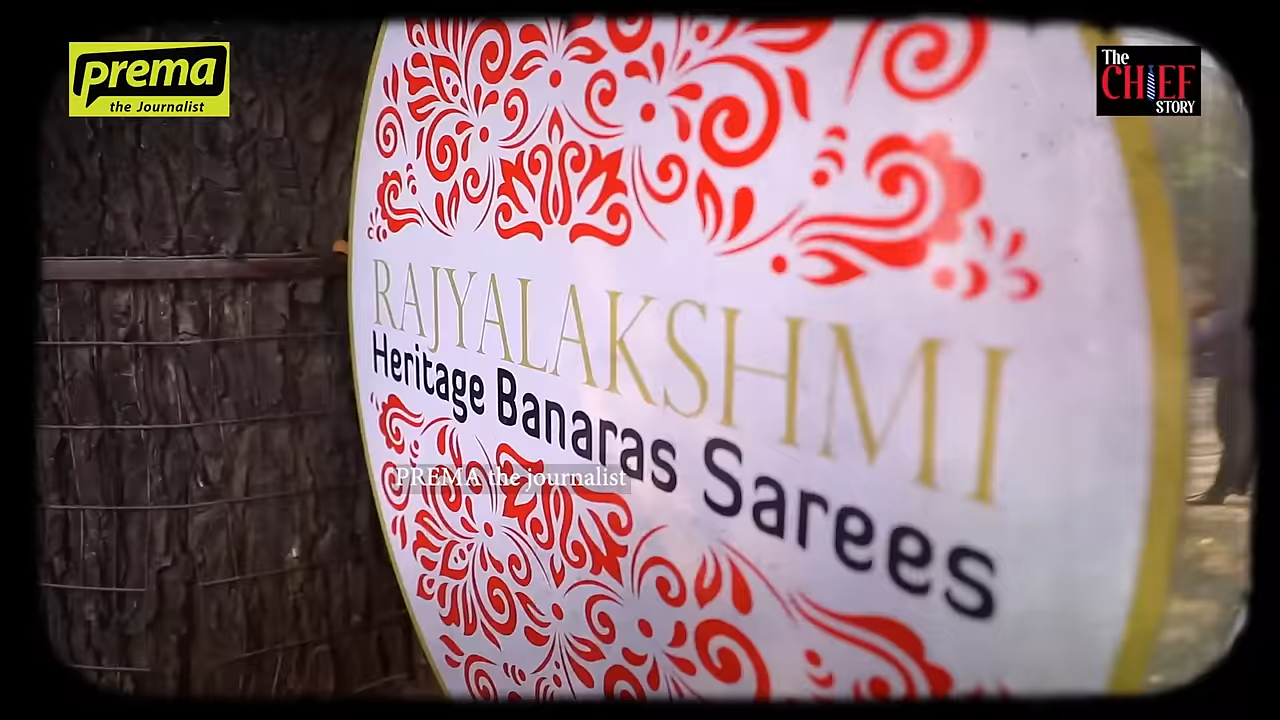 prema
the Journalist
The
CHIEF
STORY
RAJYALAKSHMI
Heritage Banaras Sarees
PREMA the journalist